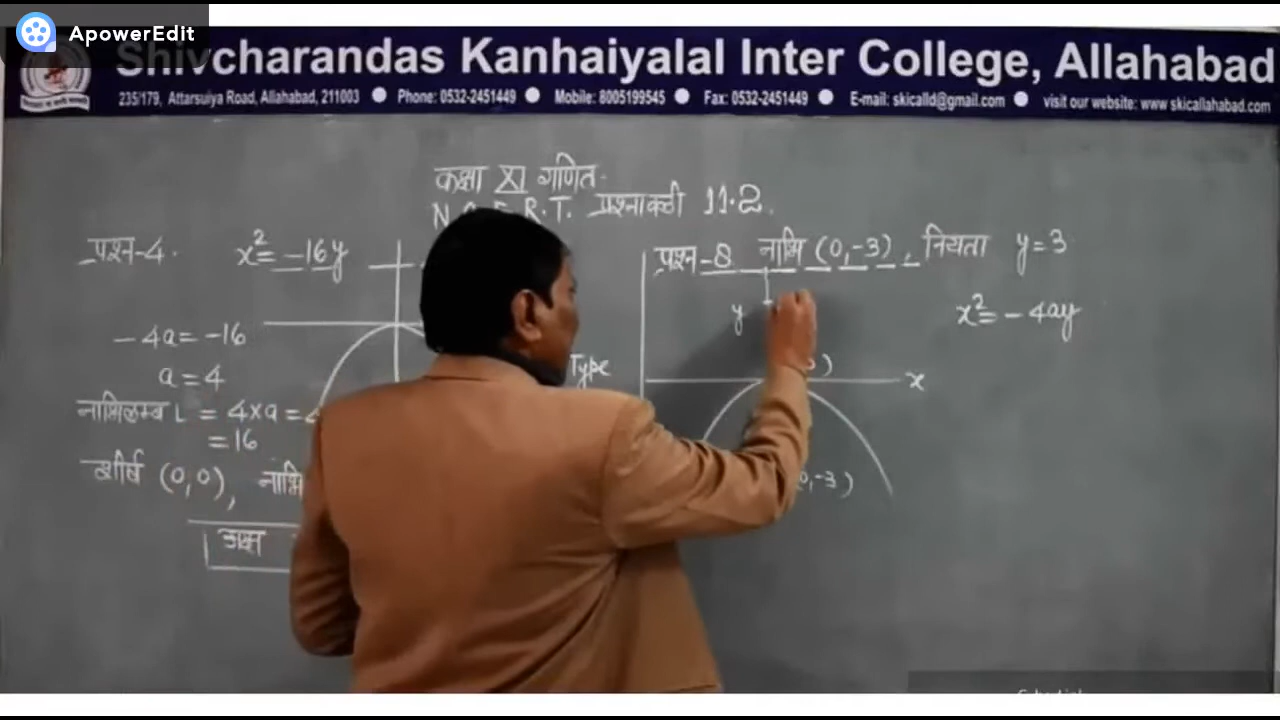 ApowerEdit
Shivcharandas Kanhaiyalal Inter College, Allahabad
235/179, Attarsuiya Road, Allahabad, 211003 ● Phone: 0532-2451449 ● Mobile: 8005199545 ● Fax: 0532-2451449 ● E-mail: skicalld@gmail.com ● visit our website: www skicallahabad.com
कक्षा XI गणित.
R.T. प्रश्नावली 11.2.
प्रश्न-4. x²=-16y
-4a=-16
a=4
नाभिलम्ब L = 4×a =
=16
शीर्ष (0,0), नाभि
अक्ष
Type
प्रश्न-8 नाभि (0,-3), नियता y=3
x²=-4ay
y
x
(0,-3)